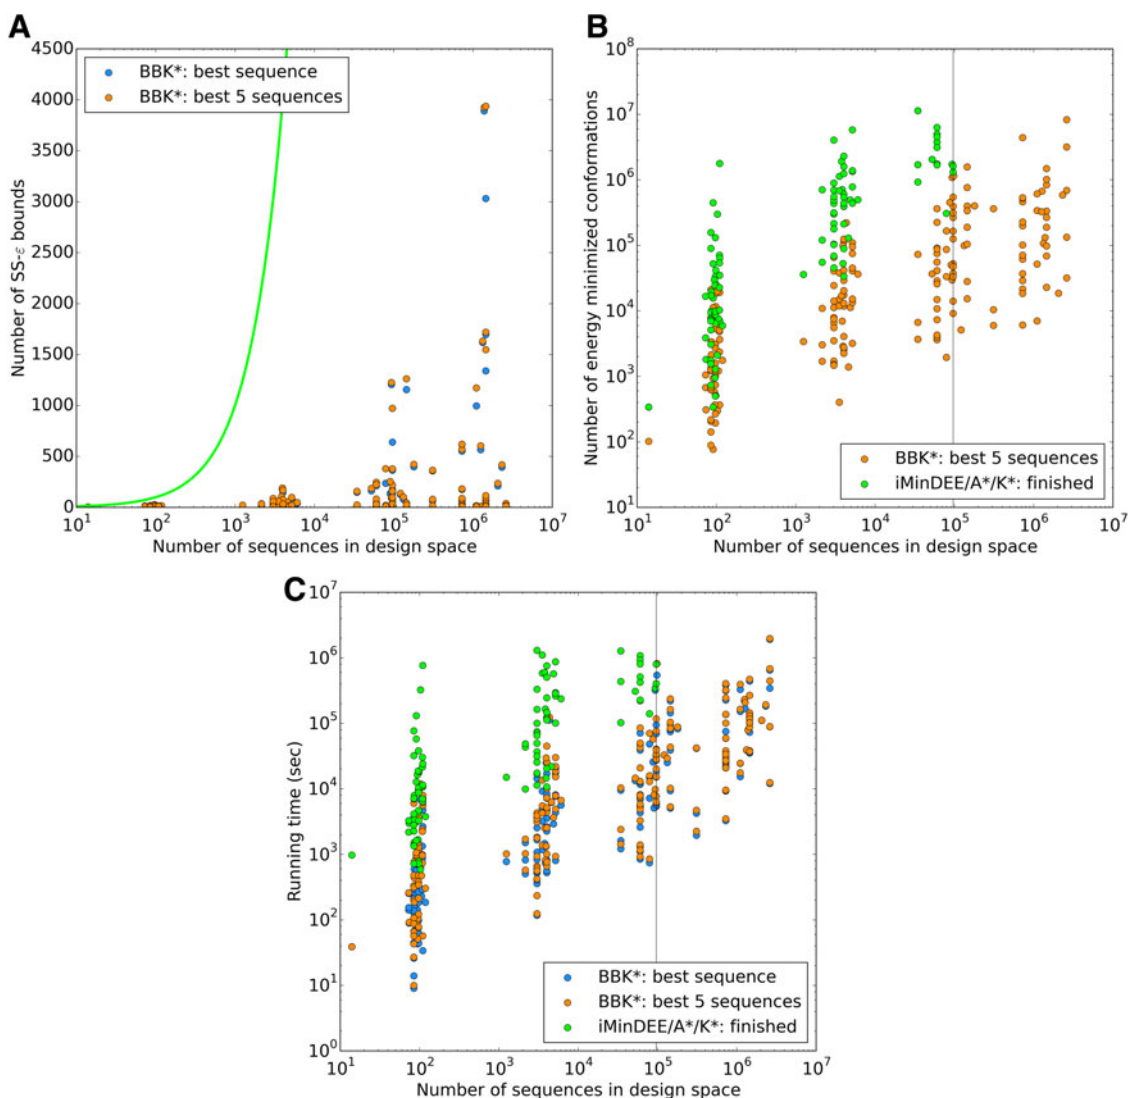 A
4500
4000
3500
3000
2500
2000
1500
1000
500
0
BBK*: best sequence
BBK*: best 5 sequences
Number of SS-ε bounds
10^1 10^2 10^3 10^4 10^5 10^6 10^7
Number of sequences in design space
B
10^8
10^7
10^6
10^5
10^4
10^3
10^2
10^1
Number of energy minimized conformations
BBK*: best 5 sequences
iMinDEE/A*/K*: finished
10^1 10^2 10^3 10^4 10^5 10^6 10^7
Number of sequences in design space
C
10^7
10^6
10^5
10^4
10^3
10^2
10^1
10^0
Running time (sec)
BBK*: best sequence
BBK*: best 5 sequences
iMinDEE/A*/K*: finished
10^1 10^2 10^3 10^4 10^5 10^6 10^7
Number of sequences in design space